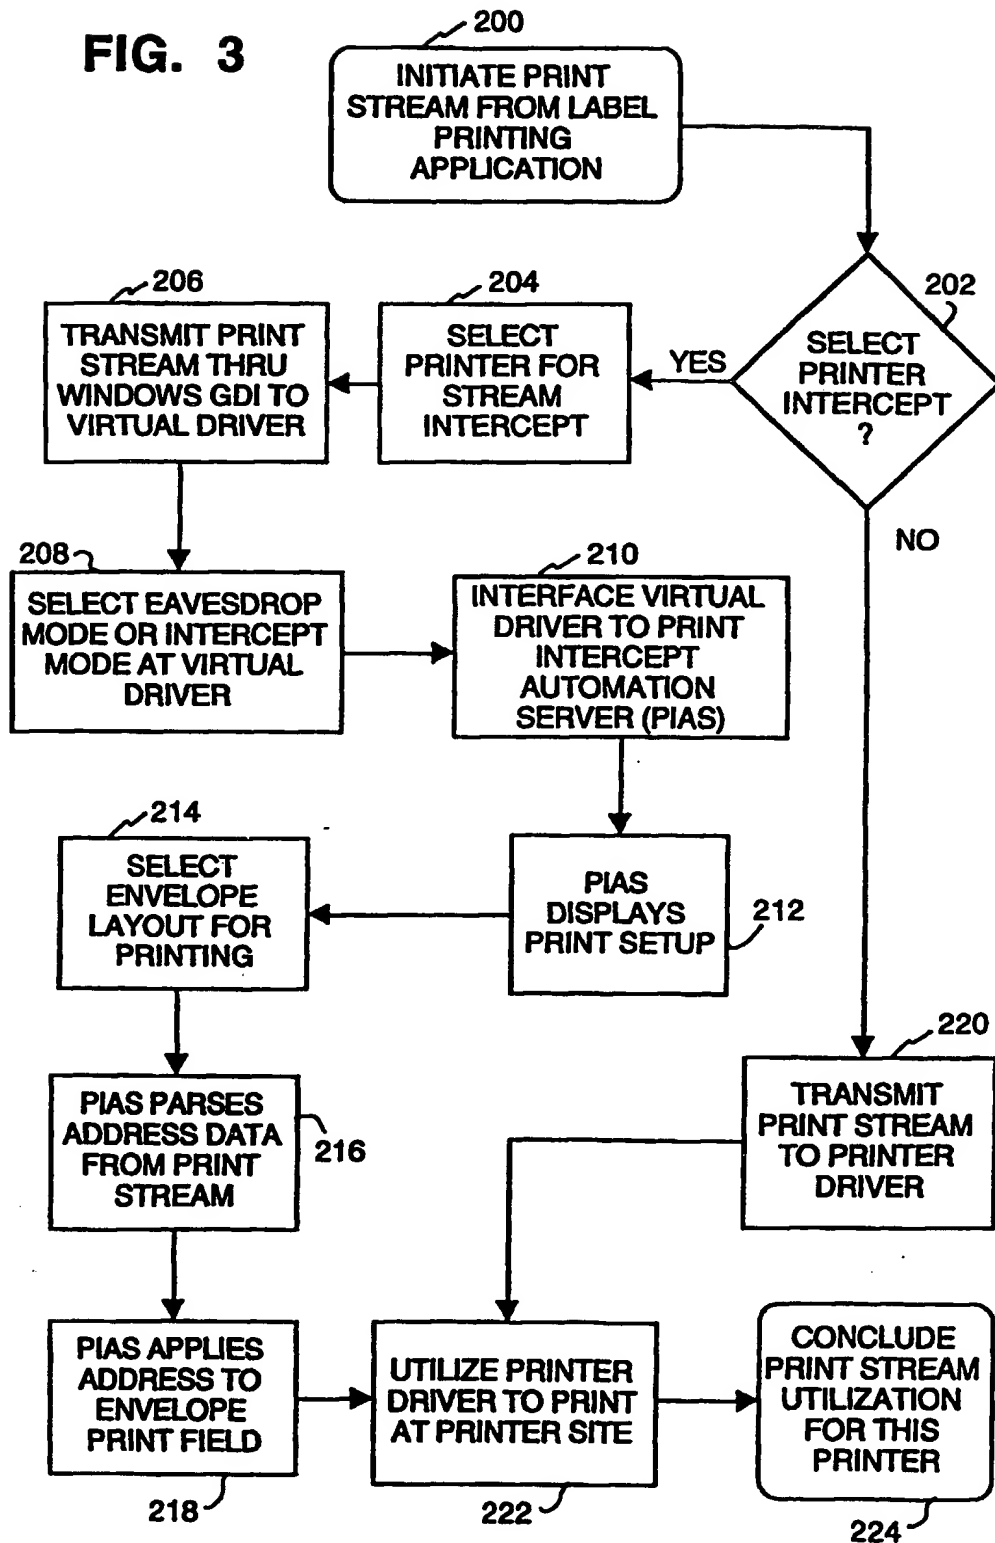 FIG. 3
200
INITIATE PRINT
STREAM FROM LABEL
PRINTING
APPLICATION
202
SELECT
PRINTER
INTERCEPT
?
YES
NO
204
SELECT
PRINTER FOR
STREAM
INTERCEPT
206
TRANSMIT PRINT
STREAM THRU
WINDOWS GDI TO
VIRTUAL DRIVER
208
SELECT EAVESDROP
MODE OR INTERCEPT
MODE AT VIRTUAL
DRIVER
210
INTERFACE VIRTUAL
DRIVER TO PRINT
INTERCEPT
AUTOMATION
SERVER (PIAS)
212
PIAS
DISPLAYS
PRINT SETUP
214
SELECT
ENVELOPE
LAYOUT FOR
PRINTING
216
PIAS PARSES
ADDRESS DATA
FROM PRINT
STREAM
220
TRANSMIT
PRINT STREAM
TO PRINTER
DRIVER
PIAS APPLIES
ADDRESS TO
ENVELOPE
PRINT FIELD
218
UTILIZE PRINTER
DRIVER TO PRINT
AT PRINTER SITE
222
CONCLUDE
PRINT STREAM
UTILIZATION
FOR THIS
PRINTER
224